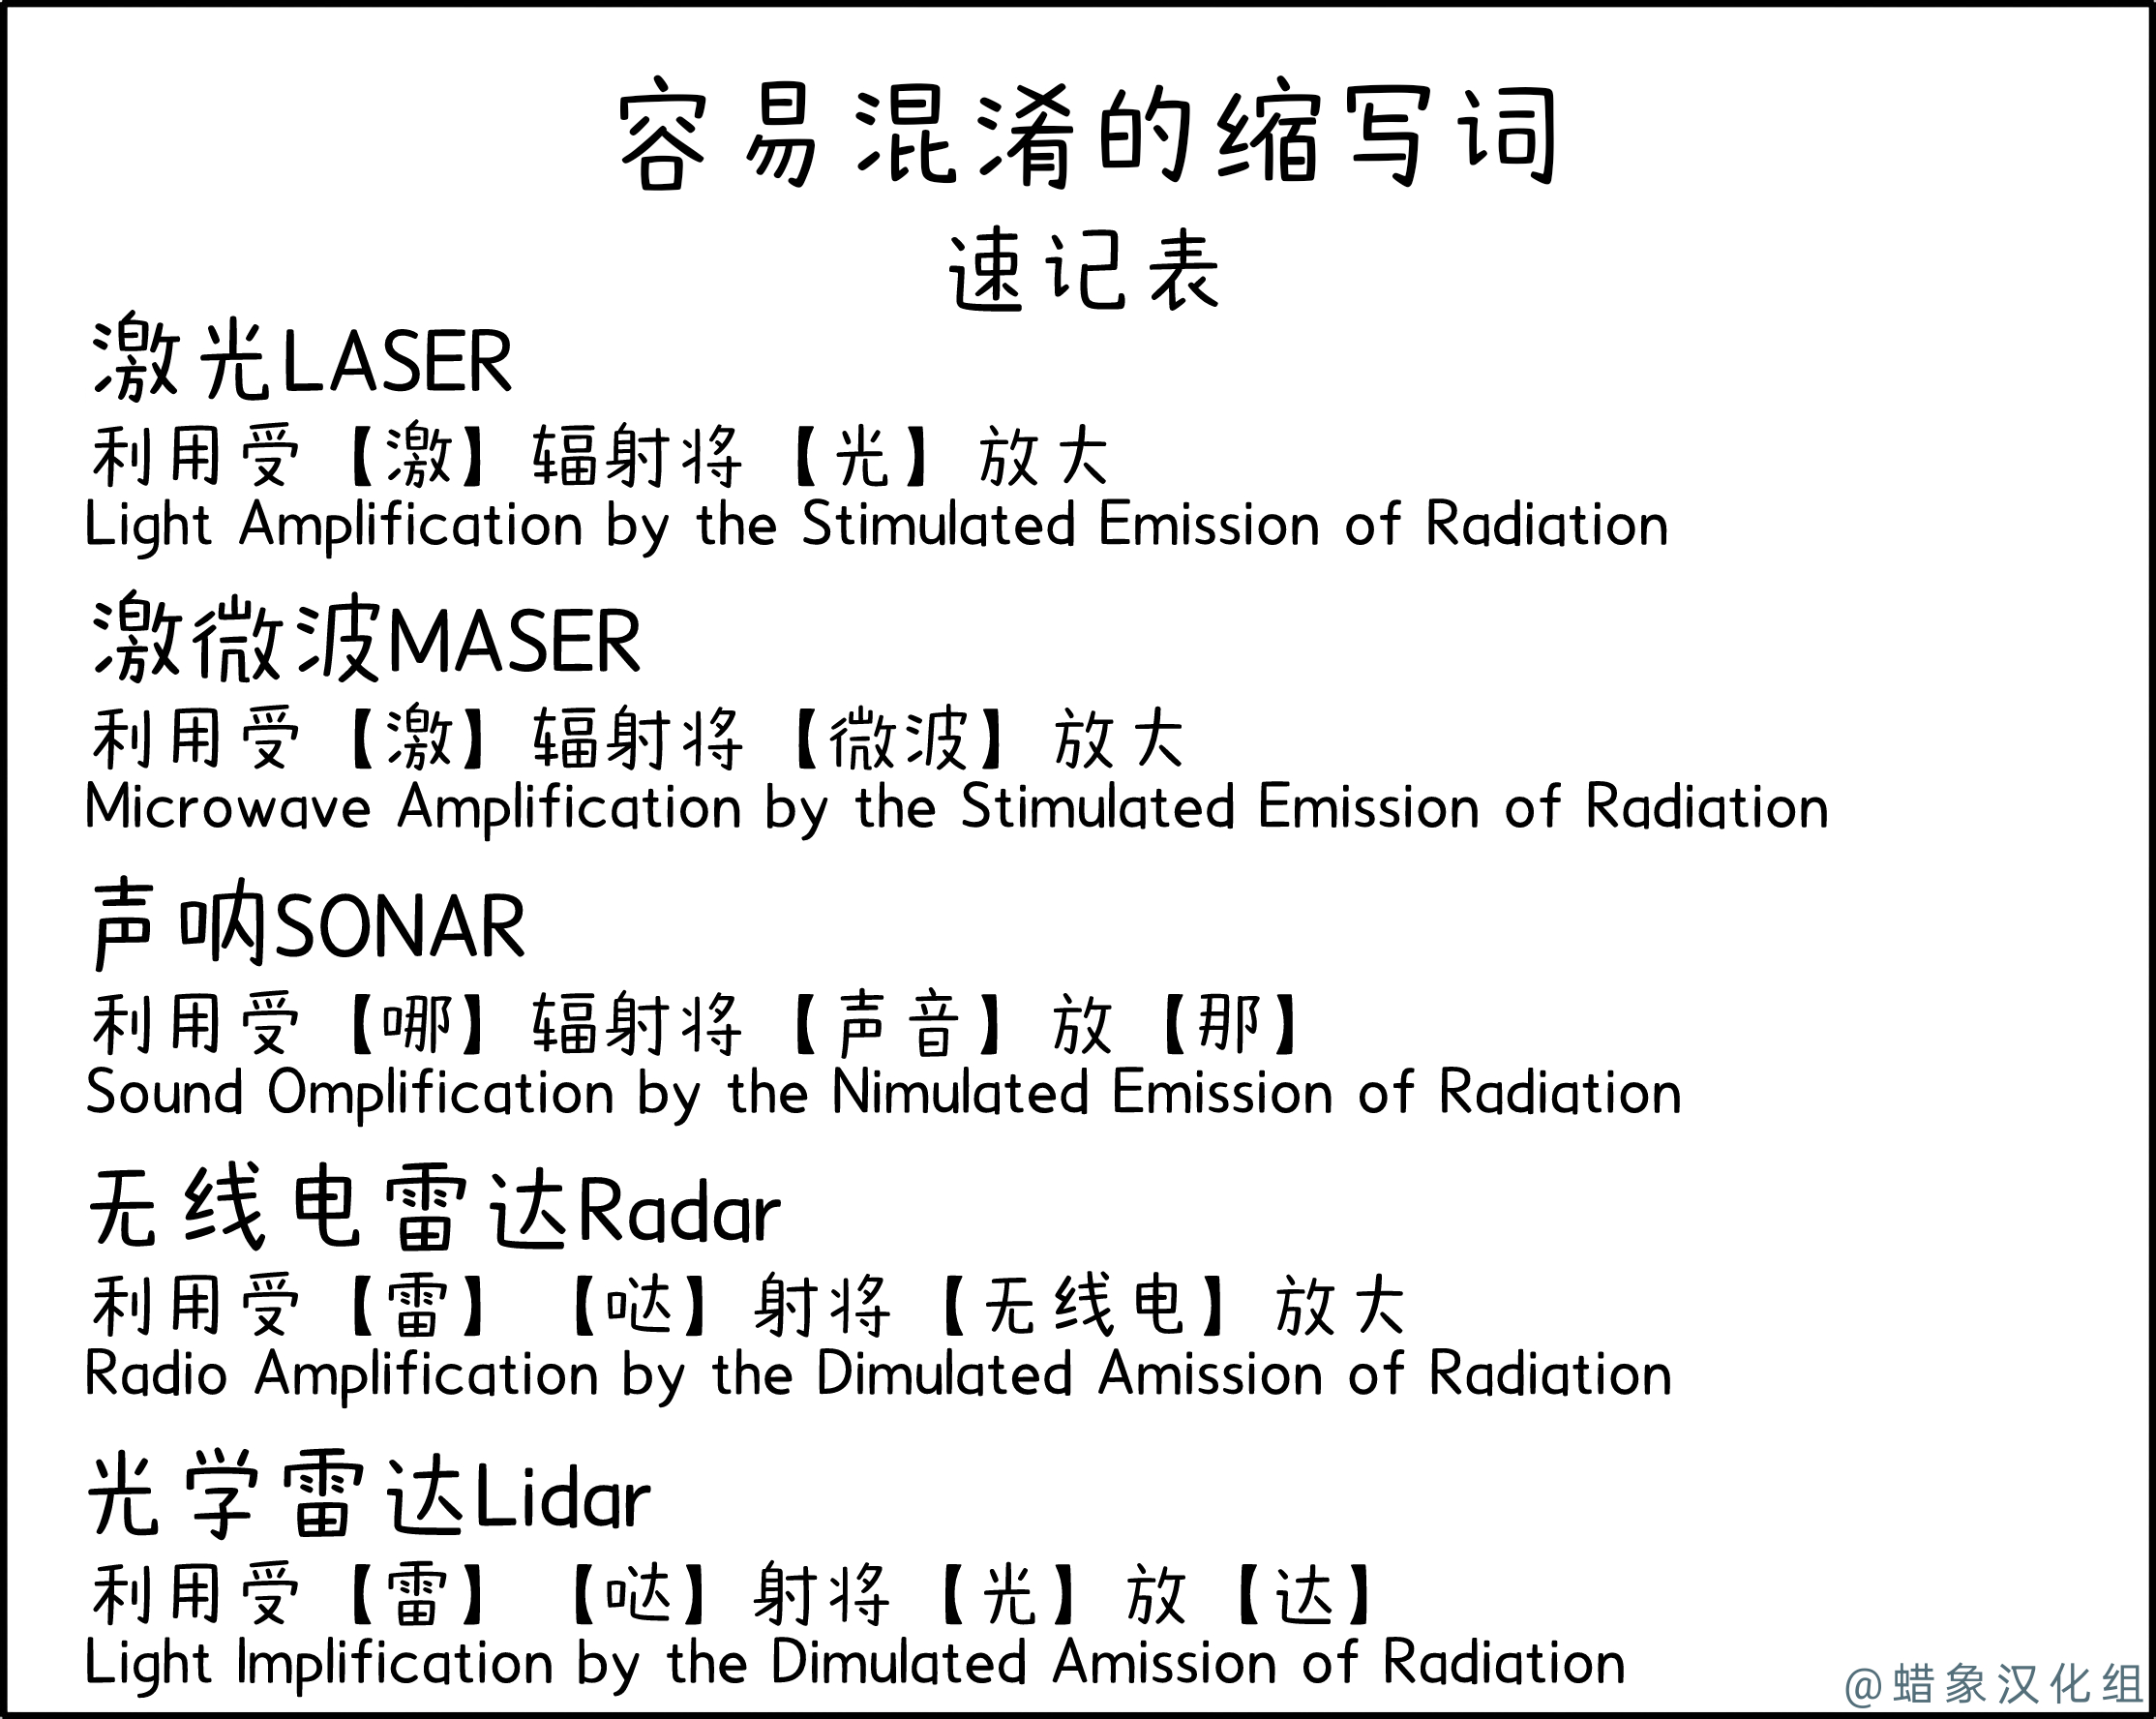 容易混淆的缩写词
速记表
激光LASER
利用受【激】辐射将【光】放大
Light Amplification by the Stimulated Emission of Radiation
激微波MASER
利用受【激】辐射将【微波】放大
Microwave Amplification by the Stimulated Emission of Radiation
声呐SONAR
利用受【哪】辐射将【声音】放【那】
Sound Omplification by the Nimulated Emission of Radiation
无线电雷达Radar
利用受【雷】【哒】射将【无线电】放大
Radio Amplification by the Dimulated Amission of Radiation
光学雷达Lidar
利用受【雷】【哒】射将【光】放【达】
Light Implification by the Dimulated Amission of Radiation
@蜡象汉化组